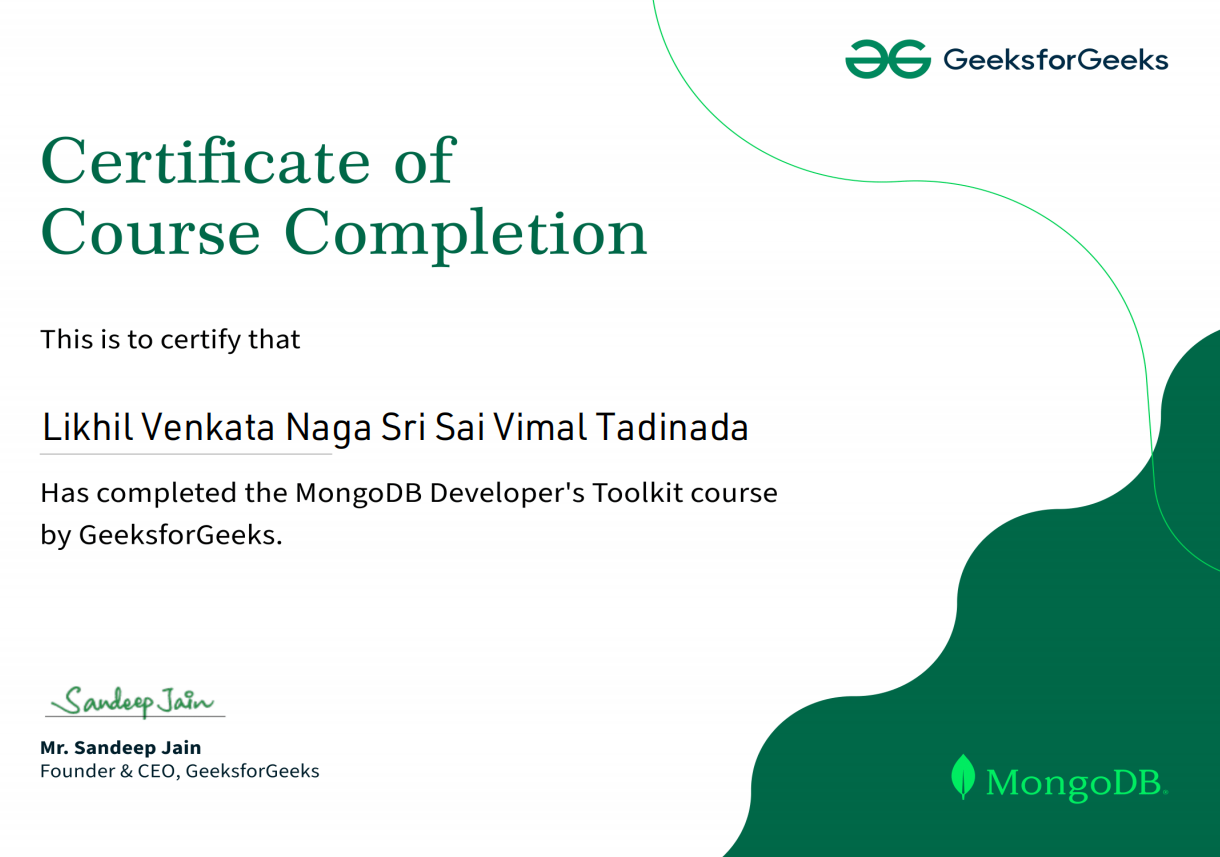 GeeksforGeeks
Certificate of
Course Completion
This is to certify that
Likhil Venkata Naga Sri Sai Vimal Tadinada
Has completed the MongoDB Developer's Toolkit course
by GeeksforGeeks.
Sandeep Jain
Mr. Sandeep Jain
Founder & CEO, GeeksforGeeks
MongoDB®